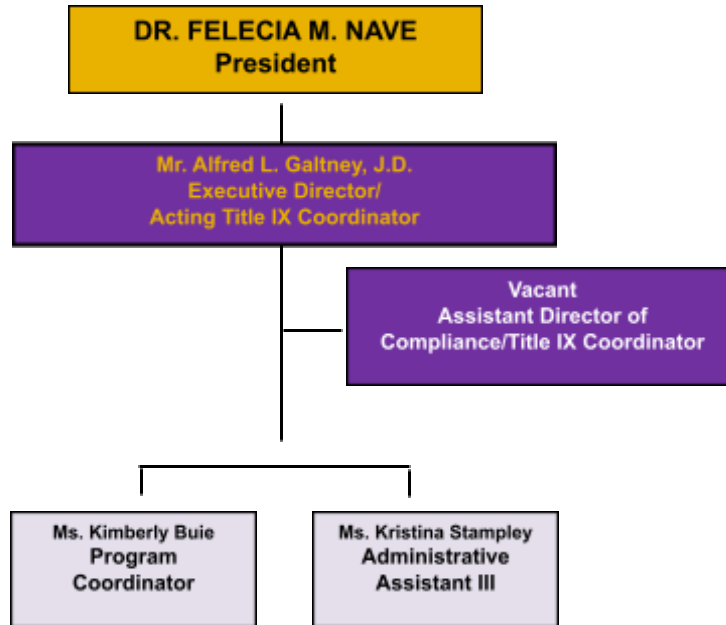 DR. FELECIA M. NAVE
President
Mr. Alfred L. Galtney, J.D.
Executive Director/
Acting Title IX Coordinator
Vacant
Assistant Director of
Compliance/Title IX Coordinator
Ms. Kimberly Buie
Program
Coordinator
Ms. Kristina Stampley
Administrative
Assistant III